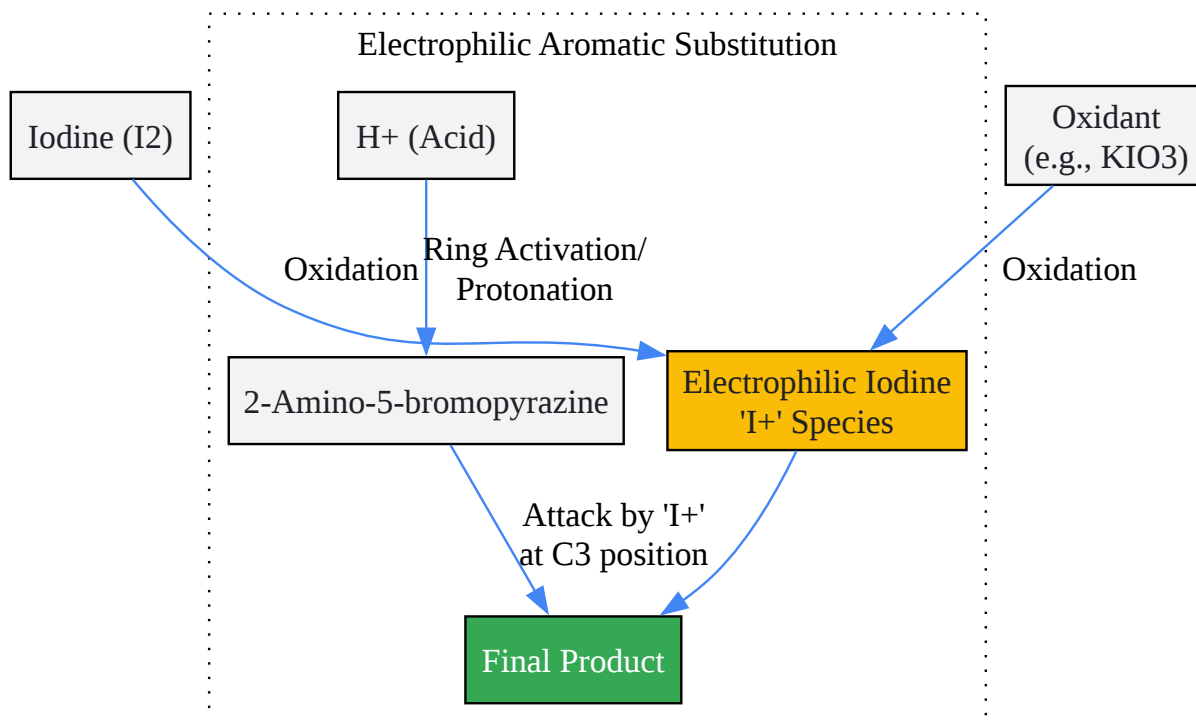 Electrophilic Aromatic Substitution
Iodine (I2)
H+ (Acid)
Oxidant
(e.g., KIO3)
Oxidation
Ring Activation/
Protonation
Oxidation
2-Amino-5-bromopyrazine
Electrophilic Iodine
'I+' Species
Attack by 'I+'
at C3 position
Final Product